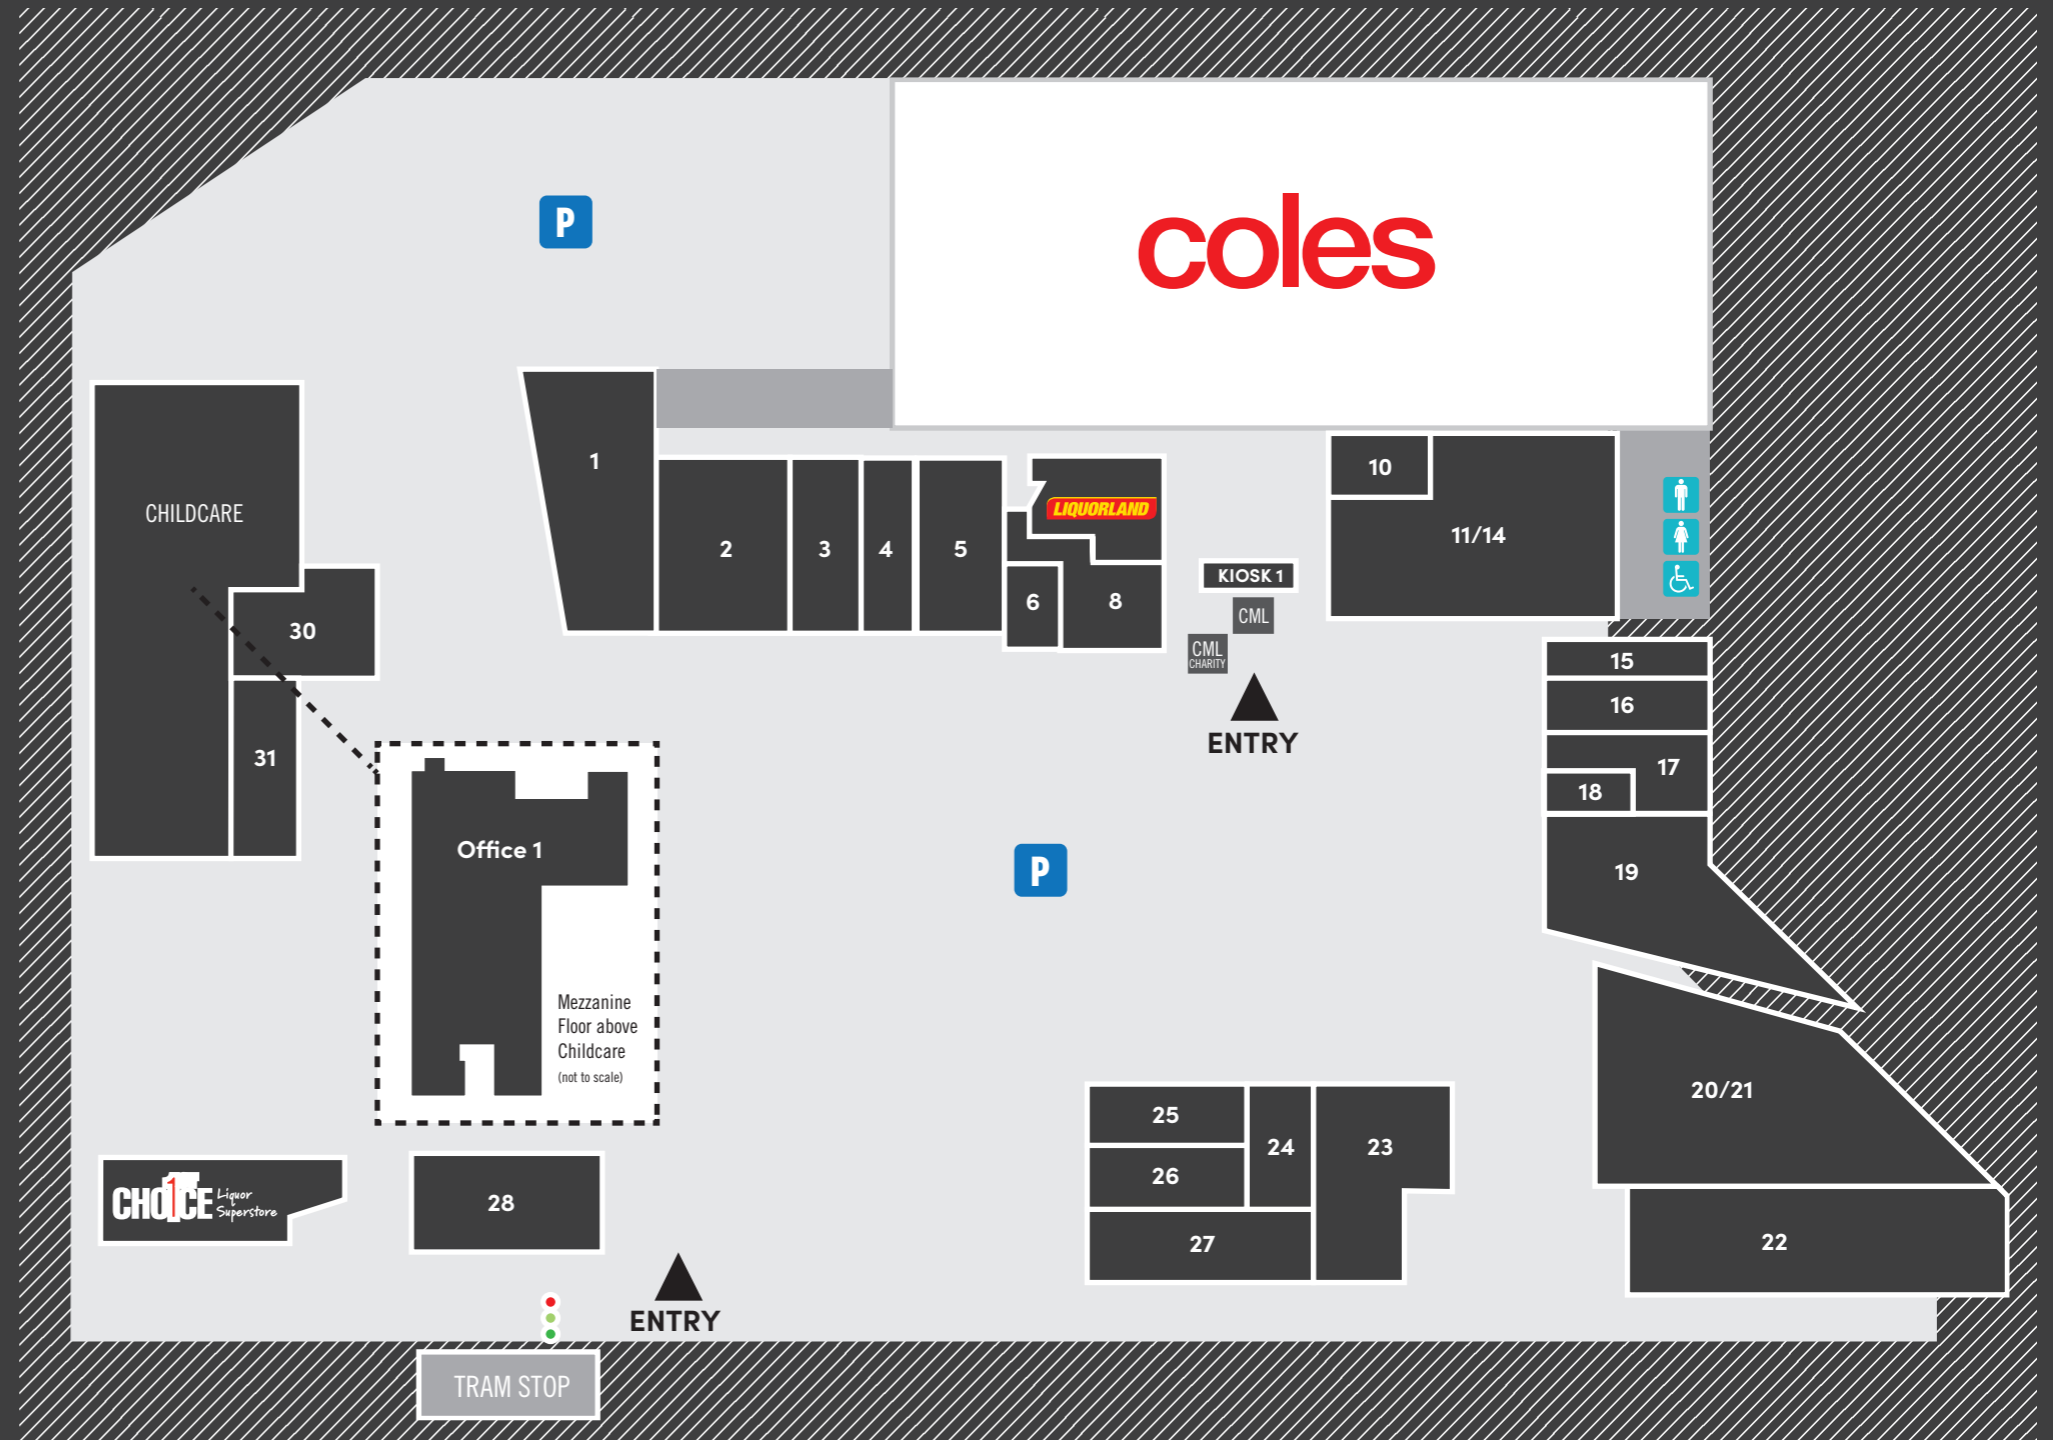 P
coles
1
10
LIQUORLAND
CHILDCARE
11/14
2
3
4
5
KIOSK 1
6
8
CML
30
CML
CHARITY
15
16
ENTRY
31
17
18
Office 1
P
19
Mezzanine
Floor above
Childcare
(not to scale)
20/21
25
24
23
26
CHO1CE Liquor
Superstore
28
27
22
ENTRY
TRAM STOP